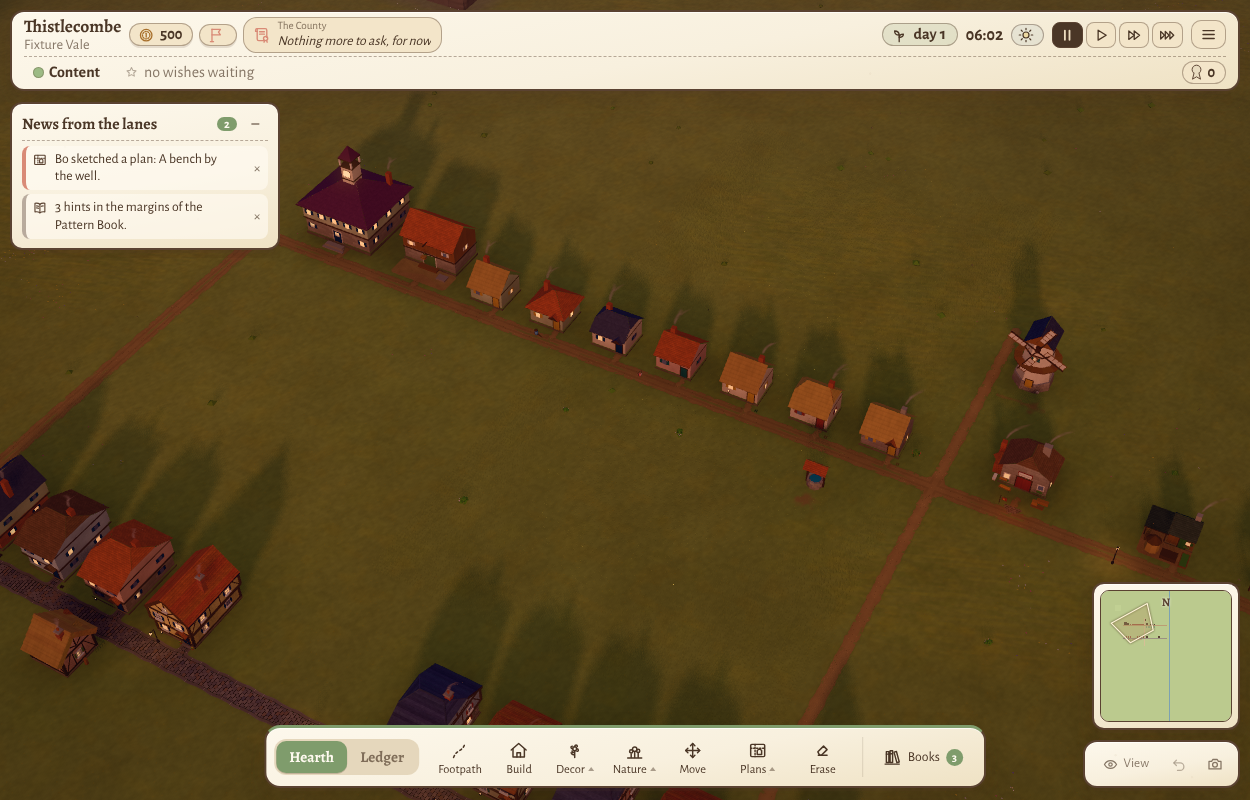 Thistlecombe
Fixture Vale
500
The County
Nothing more to ask, for now
day 1
06:02
Content
no wishes waiting
0
News from the lanes
2
Bo sketched a plan: A bench by
the well.
3 hints in the margins of the
Pattern Book.
N
Hearth
Ledger
Footpath
Build
Decor
Nature
Move
Plans
Erase
Books
3
View